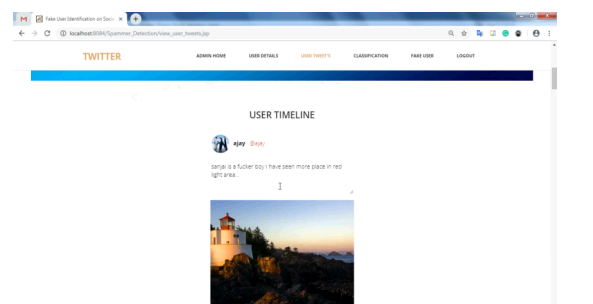 Fake User Identification on Socia
localhost:8084/Spammer_Detection/view_user_tweets.jsp
TWITTER
ADMIN HOME
USER DETAILS
USER TWEETS
CLASSIFICATION
FAKE USER
LOGOUT
USER TIMELINE
ajay @ajay
sanjai is a fucker boy i have seen more place in red
light area..